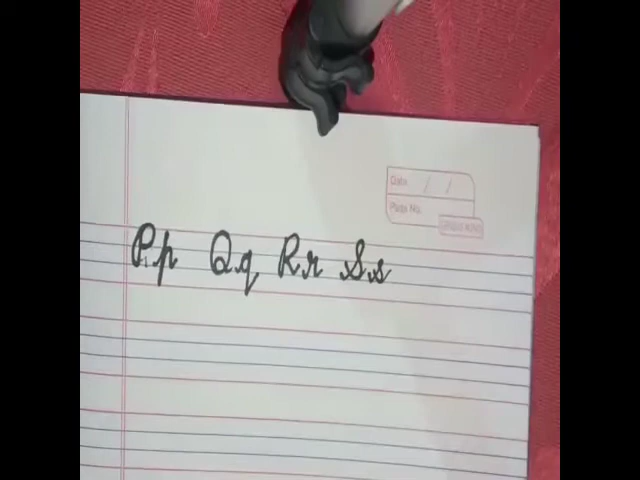 Date / /
Page No.
Pp Qq Rr Ss